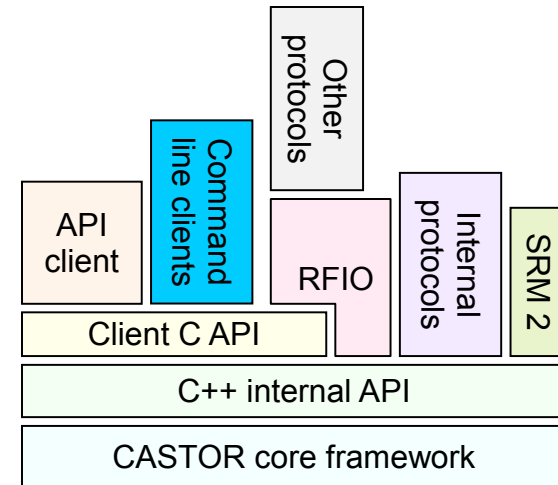 Other
protocols
Command
line clients
API
client
Internal
protocols
SRM 2
RFIO
Client C API
C++ internal API
CASTOR core framework